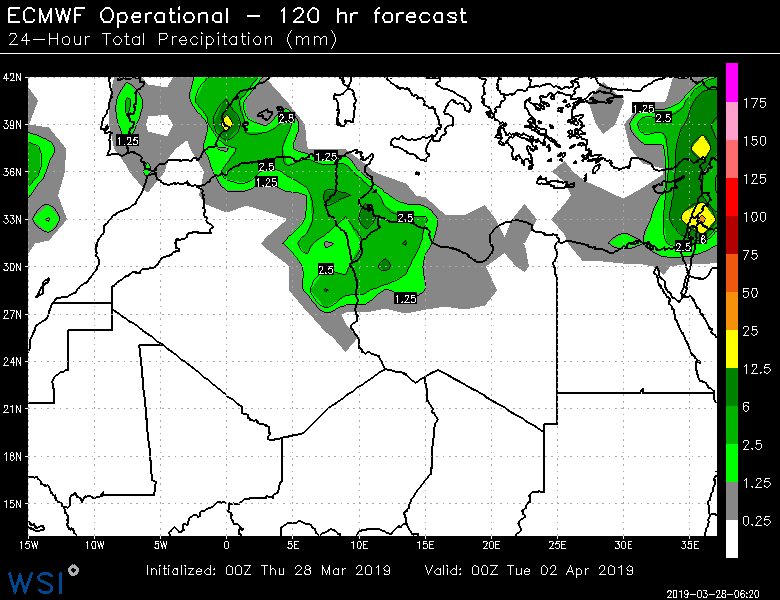 ECMWF Operational – 120 hr forecast
24–Hour Total Precipitation (mm)
42N
39N
36N
33N
30N
27N
24N
21N
18N
15N
15W 10W 5W 0 5E 10E 15E 20E 25E 30E 35E
1.25
2.5
2.5
1.25
1.25
2.5
2.5
1.25
1.25
2.5
2.5
6
175
150
125
100
75
50
25
12.5
6
2.5
1.25
0.25
Initialized: 00Z Thu 28 Mar 2019 Valid: 00Z Tue 02 Apr 2019
WSI
2019-03-28-06:20